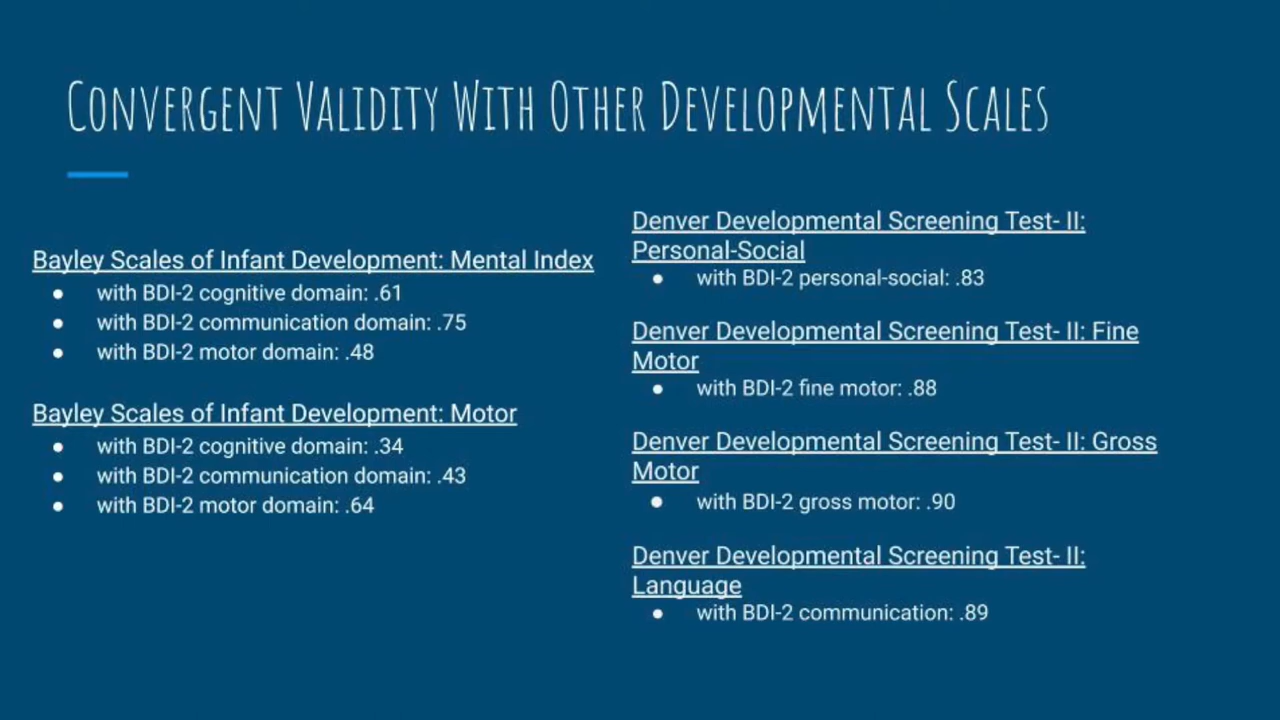 Convergent Validity With Other Developmental Scales
Bayley Scales of Infant Development: Mental Index
● with BDI-2 cognitive domain: .61
● with BDI-2 communication domain: .75
● with BDI-2 motor domain: .48
Bayley Scales of Infant Development: Motor
● with BDI-2 cognitive domain: .34
● with BDI-2 communication domain: .43
● with BDI-2 motor domain: .64
Denver Developmental Screening Test- II:
Personal-Social
● with BDI-2 personal-social: .83
Denver Developmental Screening Test- II: Fine
Motor
● with BDI-2 fine motor: .88
Denver Developmental Screening Test- II: Gross
Motor
● with BDI-2 gross motor: .90
Denver Developmental Screening Test- II:
Language
● with BDI-2 communication: .89